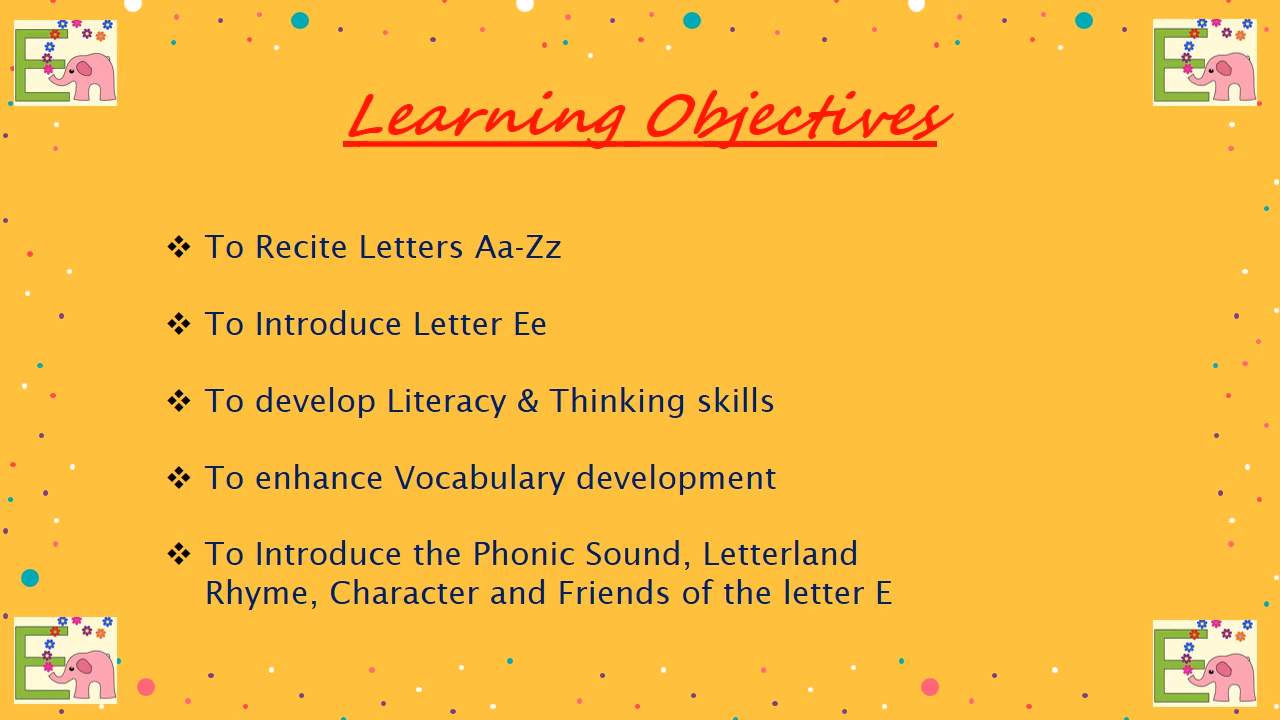 Learning Objectives
❖ To Recite Letters Aa-Zz
❖ To Introduce Letter Ee
❖ To develop Literacy & Thinking skills
❖ To enhance Vocabulary development
❖ To Introduce the Phonic Sound, Letterland
Rhyme, Character and Friends of the letter E
E
E
E
E